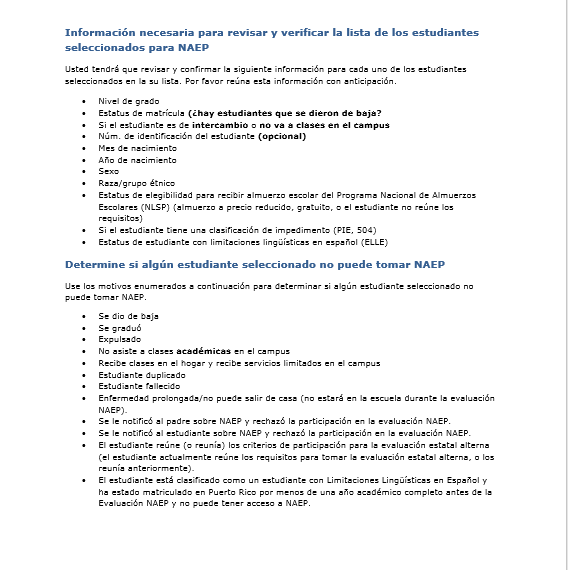 Información necesaria para revisar y verificar la lista de los estudiantes
seleccionados para NAEP
Usted tendrá que revisar y confirmar la siguiente información para cada uno de los estudiantes
seleccionados en la su lista. Por favor reúna esta información con anticipación.
• Nivel de grado
• Estatus de matrícula (¿hay estudiantes que se dieron de baja?
• Si el estudiante es de intercambio o no va a clases en el campus
• Núm. de identificación del estudiante (opcional)
• Mes de nacimiento
• Año de nacimiento
• Sexo
• Raza/grupo étnico
• Estatus de elegibilidad para recibir almuerzo escolar del Programa Nacional de Almuerzos
Escolares (NLSP) (almuerzo a precio reducido, gratuito, o el estudiante no reúne los
requisitos)
• Si el estudiante tiene una clasificación de impedimento (PIE, 504)
• Estatus de estudiante con limitaciones lingüísticas en español (ELLE)
Determine si algún estudiante seleccionado no puede tomar NAEP
Use los motivos enumerados a continuación para determinar si algún estudiante seleccionado no
puede tomar NAEP.
• Se dio de baja
• Se graduó
• Expulsado
• No asiste a clases académicas en el campus
• Recibe clases en el hogar y recibe servicios limitados en el campus
• Estudiante duplicado
• Estudiante fallecido
• Enfermedad prolongada/no puede salir de casa (no estará en la escuela durante la evaluación
NAEP).
• Se le notificó al padre sobre NAEP y rechazó la participación en la evaluación NAEP.
• Se le notificó al estudiante sobre NAEP y rechazó la participación en la evaluación NAEP.
• El estudiante reúne (o reunía) los criterios de participación para la evaluación estatal alterna
(el estudiante actualmente reúne los requisitos para tomar la evaluación estatal alterna, o los
reunía anteriormente).
• El estudiante está clasificado como un estudiante con Limitaciones Lingüísticas en Español y
ha estado matriculado en Puerto Rico por menos de una año académico completo antes de la
Evaluación NAEP y no puede tener acceso a NAEP.